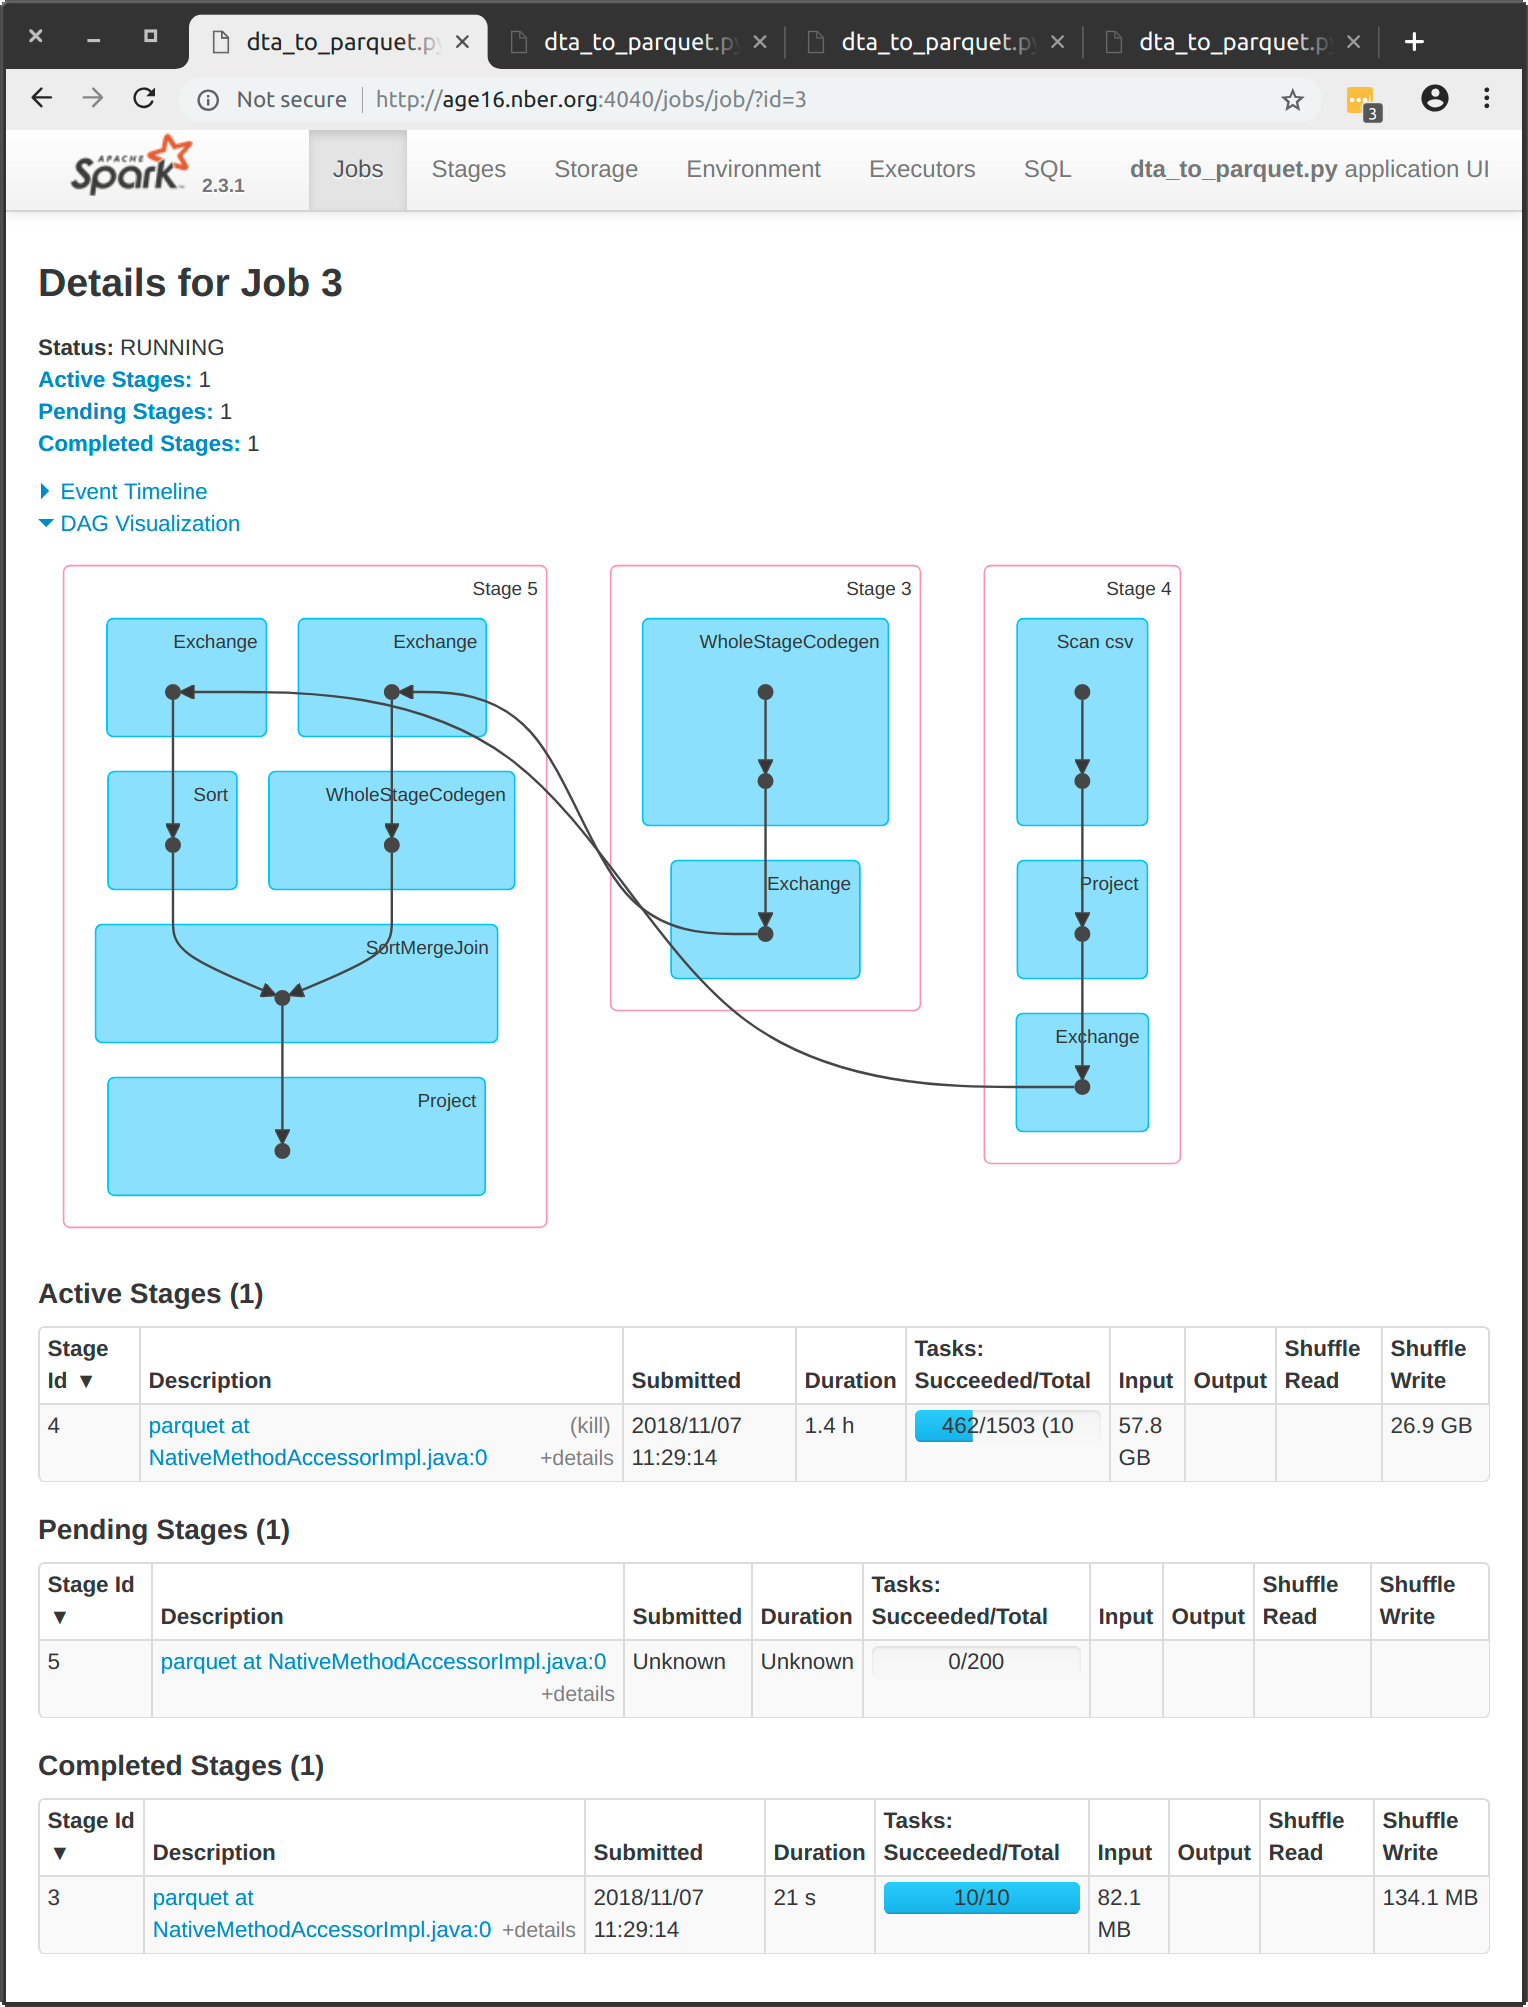 dta_to_parquet.py
dta_to_parquet.py
dta_to_parquet.py
dta_to_parquet.py
Not secure
http://age16.nber.org:4040/jobs/job/?id=3
3
APACHE
Spark 2.3.1
Jobs
Stages
Storage
Environment
Executors
SQL
dta_to_parquet.py application UI
Details for Job 3
Status: RUNNING
Active Stages: 1
Pending Stages: 1
Completed Stages: 1
Event Timeline
DAG Visualization
Stage 5
Exchange
Exchange
Sort
WholeStageCodegen
SortMergeJoin
Project
Stage 3
WholeStageCodegen
Exchange
Stage 4
Scan csv
Project
Exchange
Active Stages (1)
Stage Id ▼
Description
Submitted
Duration
Tasks: Succeeded/Total
Input
Output
Shuffle Read
Shuffle Write
4
parquet at NativeMethodAccessorImpl.java:0
(kill)
+details
2018/11/07 11:29:14
1.4 h
462/1503 (10
57.8 GB
26.9 GB
Pending Stages (1)
Stage Id ▼
Description
Submitted
Duration
Tasks: Succeeded/Total
Input
Output
Shuffle Read
Shuffle Write
5
parquet at NativeMethodAccessorImpl.java:0
+details
Unknown
Unknown
0/200
Completed Stages (1)
Stage Id ▼
Description
Submitted
Duration
Tasks: Succeeded/Total
Input
Output
Shuffle Read
Shuffle Write
3
parquet at NativeMethodAccessorImpl.java:0
+details
2018/11/07 11:29:14
21 s
10/10
82.1 MB
134.1 MB